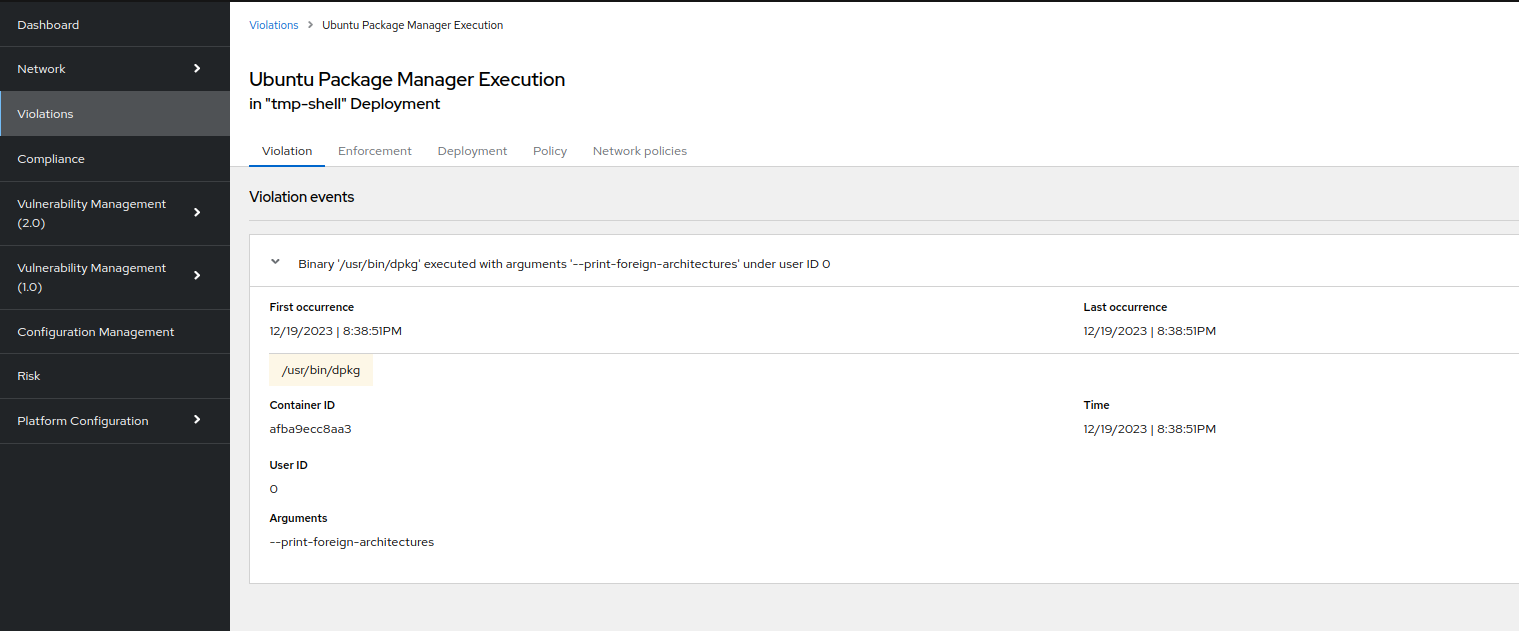 Dashboard
Network
Violations
Compliance
Vulnerability Management
(2.0)
Vulnerability Management
(1.0)
Configuration Management
Risk
Platform Configuration
Violations > Ubuntu Package Manager Execution
Ubuntu Package Manager Execution
in "tmp-shell" Deployment
Violation Enforcement Deployment Policy Network policies
Violation events
Binary '/usr/bin/dpkg' executed with arguments '--print-foreign-architectures' under user ID 0
First occurrence Last occurrence
12/19/2023 | 8:38:51PM 12/19/2023 | 8:38:51PM
/usr/bin/dpkg
Container ID Time
afba9ecc8aa3 12/19/2023 | 8:38:51PM
User ID
0
Arguments
--print-foreign-architectures